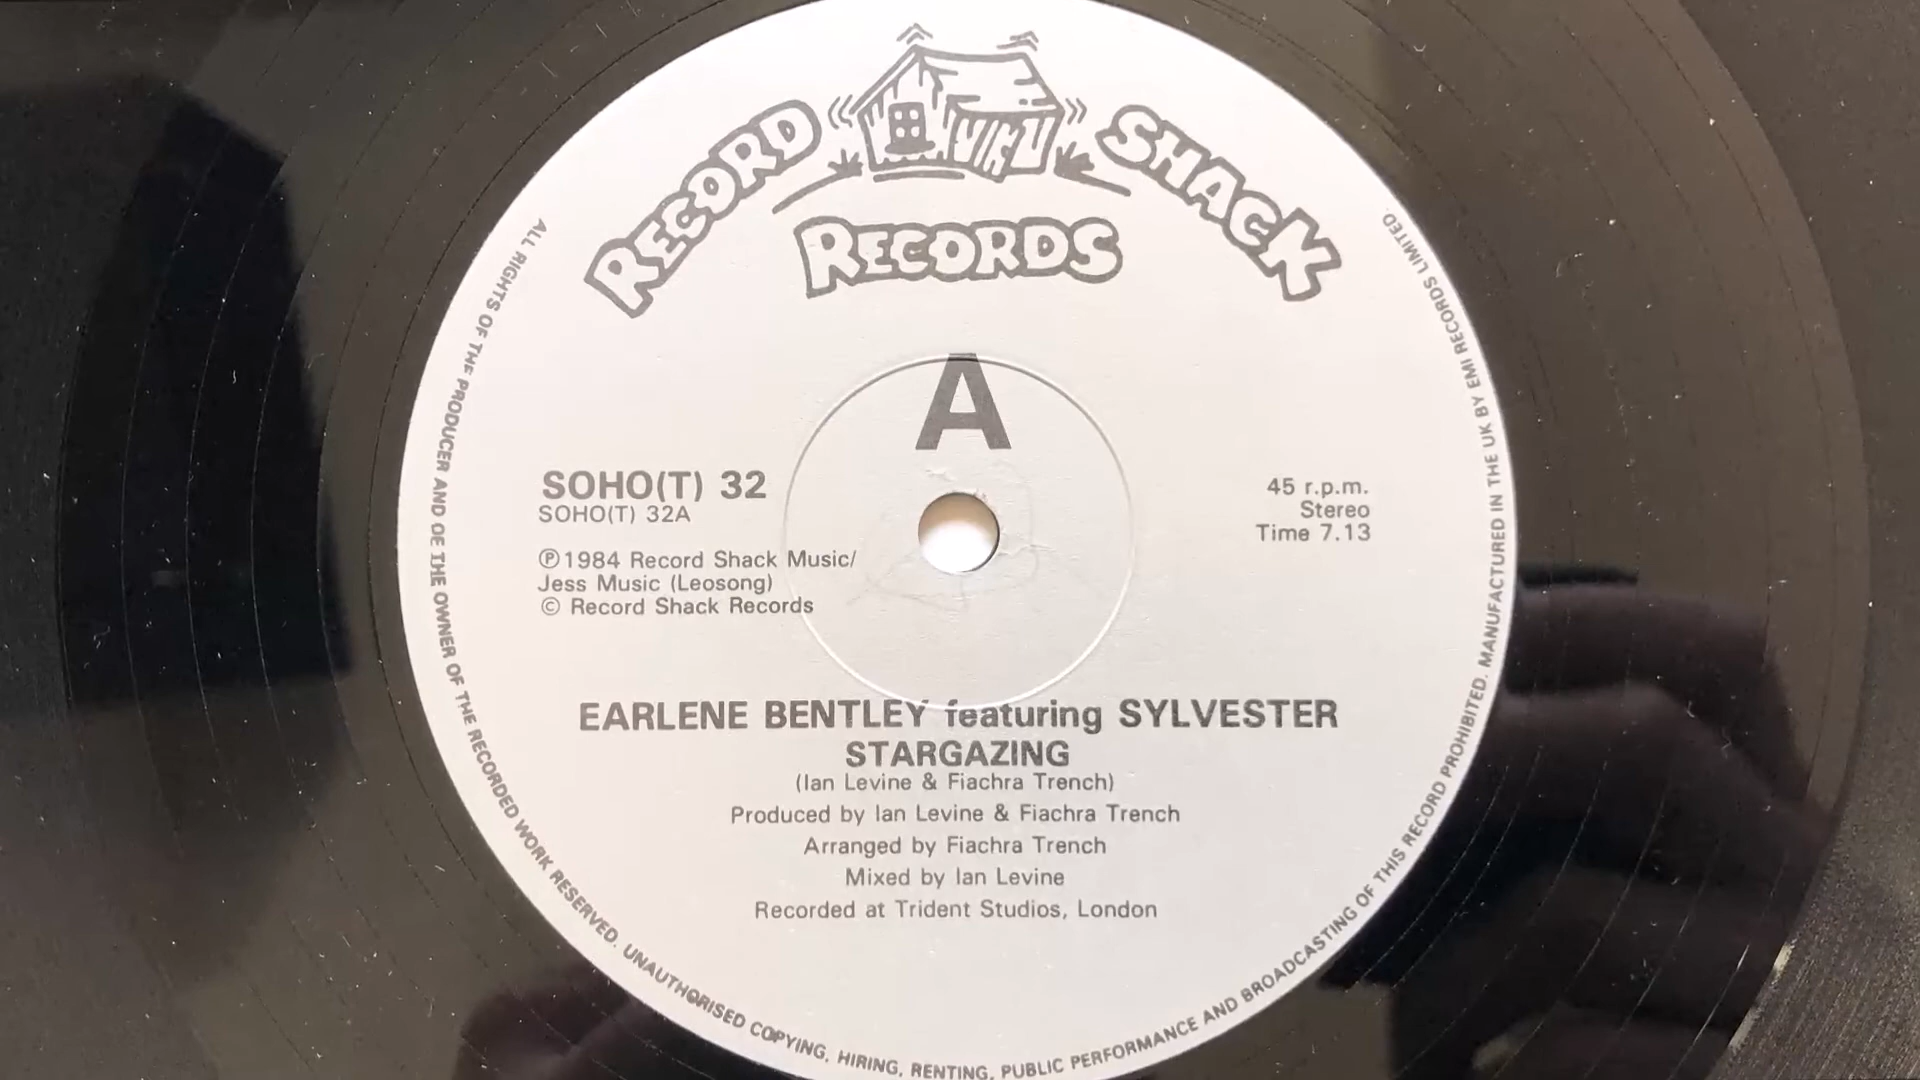 RECORD SHACK
RECORDS
A
SOHO(T) 32
SOHO(T) 32A
45 r.p.m.
Stereo
Time 7.13
℗1984 Record Shack Music/
Jess Music (Leosong)
© Record Shack Records
EARLENE BENTLEY featuring SYLVESTER
STARGAZING
(Ian Levine & Fiachra Trench)
Produced by Ian Levine & Fiachra Trench
Arranged by Fiachra Trench
Mixed by Ian Levine
Recorded at Trident Studios, London
ALL RIGHTS OF THE PRODUCER AND OE THE OWNER OF THE RECORDED WORK RESERVED. UNAUTHORISED COPYING, HIRING, RENTING, PUBLIC PERFORMANCE AND BROADCASTING OF THIS RECORD PROHIBITED. MANUFACTURED IN THE UK BY EMI RECORDS LIMITED